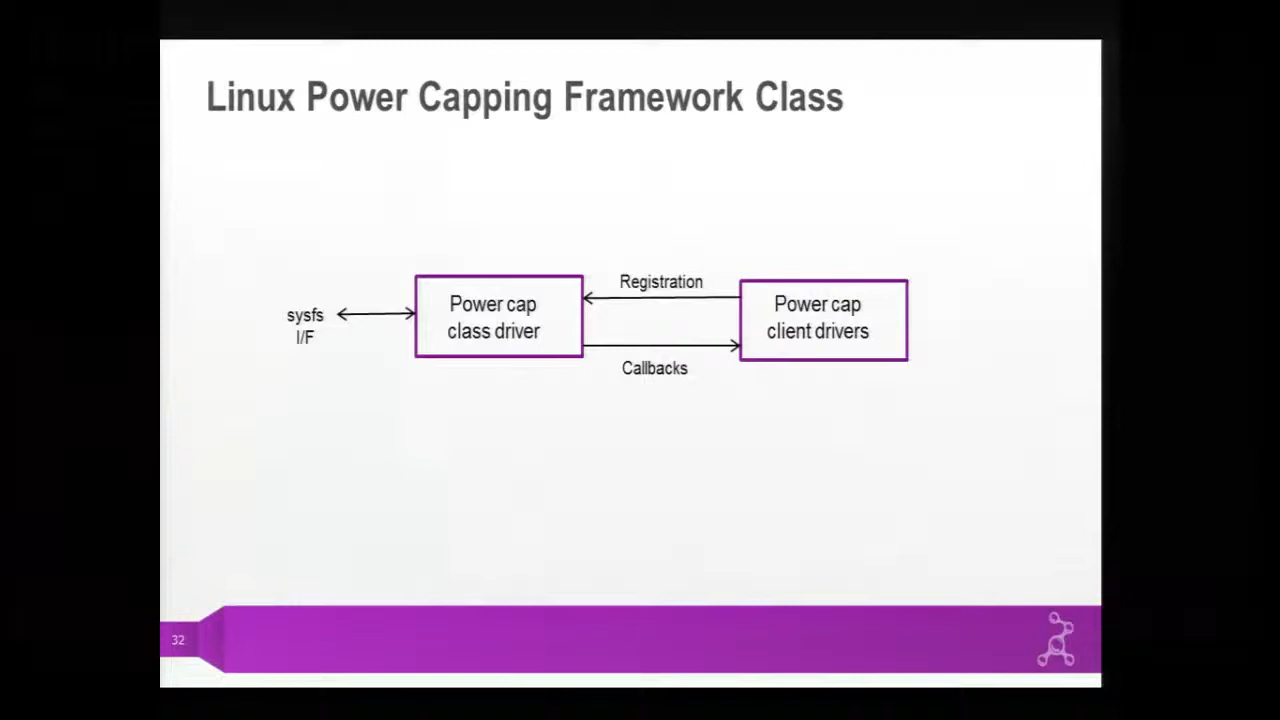 Linux Power Capping Framework Class
Registration
Power cap
class driver
Power cap
client drivers
sysfs
I/F
Callbacks
32